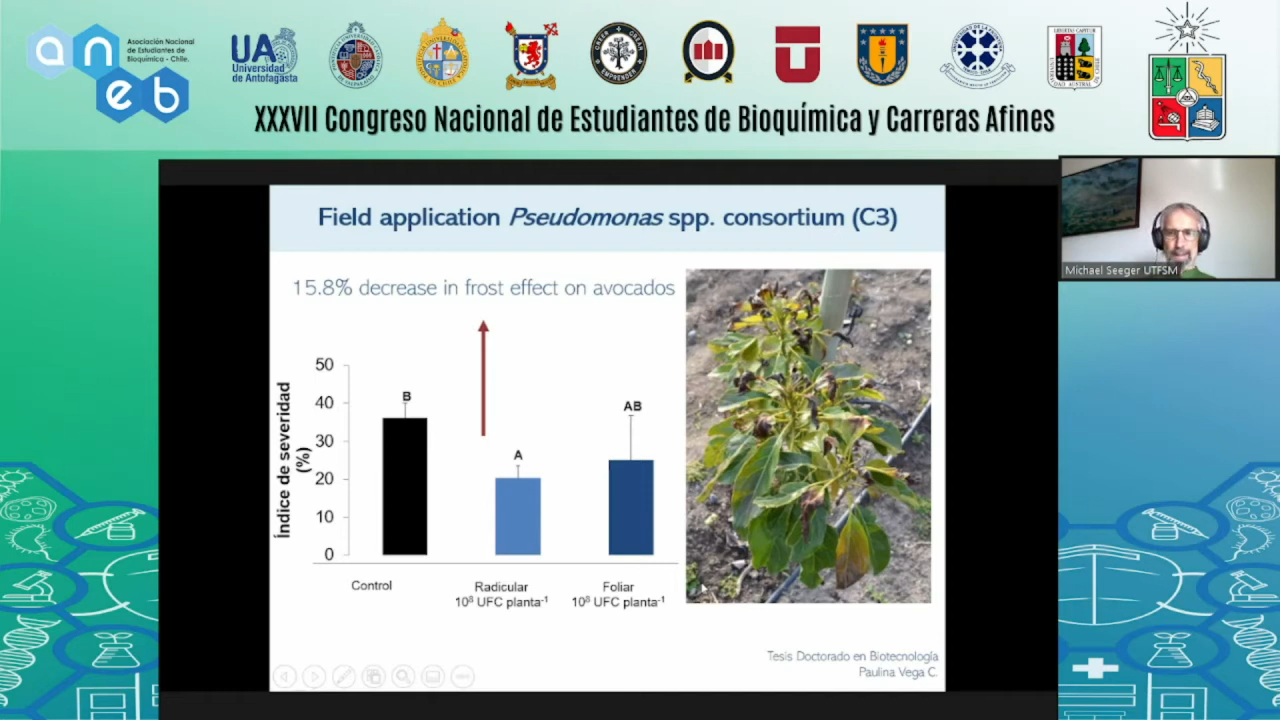 an
eb
Asociación Nacional
de Estudiantes de
Bioquímica - Chile.
UA
Universidad
de Antofagasta
XXXVII Congreso Nacional de Estudiantes de Bioquímica y Carreras Afines
Michael Seeger UTFSM
Field application Pseudomonas spp. consortium (C3)
15.8% decrease in frost effect on avocados
Índice de severidad
(%)
50
40
30
20
10
0
B
A
AB
Control
Radicular
10⁸ UFC planta⁻¹
Foliar
10⁸ UFC planta⁻¹
Tesis Doctorado en Biotecnología
Paulina Vega C.